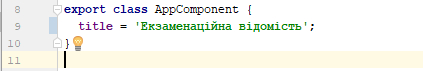 8 export class AppComponent {
9 title = 'Екзаменаційна відомість';
10 }
11